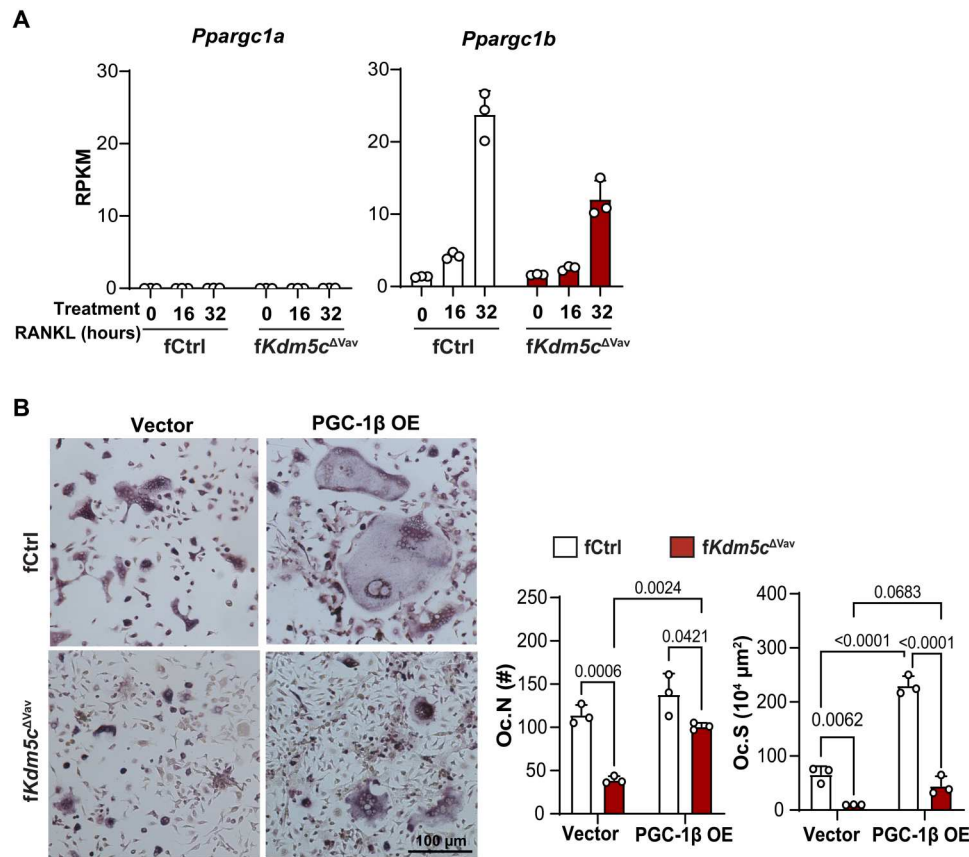 A
Ppargc1a
Ppargc1b
30
20
10
0
RPKM
30
20
10
0
Treatment
RANKL (hours)
0 16 32 0 16 32
fCtrl fKdm5cΔVav
0 16 32 0 16 32
fCtrl fKdm5cΔVav
B
Vector PGC-1β OE
fCtrl
fKdm5cΔVav
100 μm
fCtrl fKdm5cΔVav
Oc.N (#)
250
200
150
100
50
0
0.0024
0.0421
0.0006
Vector PGC-1β OE
Oc.S (10⁴ μm²)
400
300
200
100
0
0.0683
<0.0001 <0.0001
0.0062
Vector PGC-1β OE